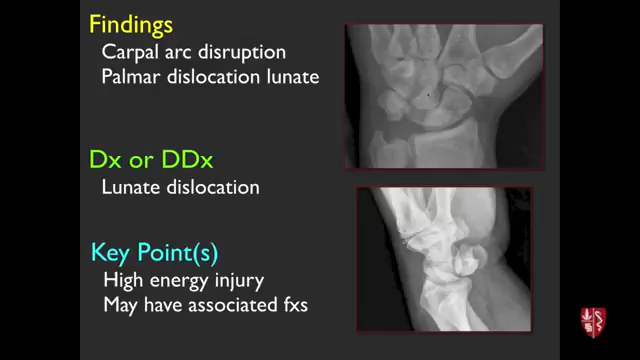 Findings
Carpal arc disruption
Palmar dislocation lunate
Dx or DDx
Lunate dislocation
Key Point(s)
High energy injury
May have associated fxs